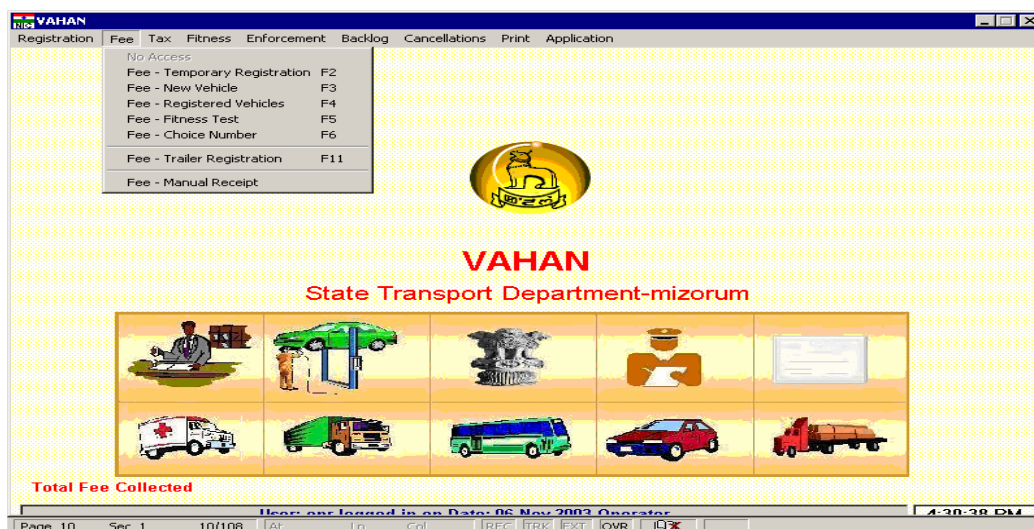 VAHAN
Registration Fee Tax Fitness Enforcement Backlog Cancellations Print Application
No Access
Fee - Temporary Registration F2
Fee - New Vehicle F3
Fee - Registered Vehicles F4
Fee - Fitness Test F5
Fee - Choice Number F6
Fee - Trailer Registration F11
Fee - Manual Receipt
VAHAN
State Transport Department-mizorum
Total Fee Collected
User: opr logged in on Date: 06 Nov 2003 Operator 4:30:38 PM
Page 10 Sec 1 10/108 At Ln Col REC TRK EXT OVR